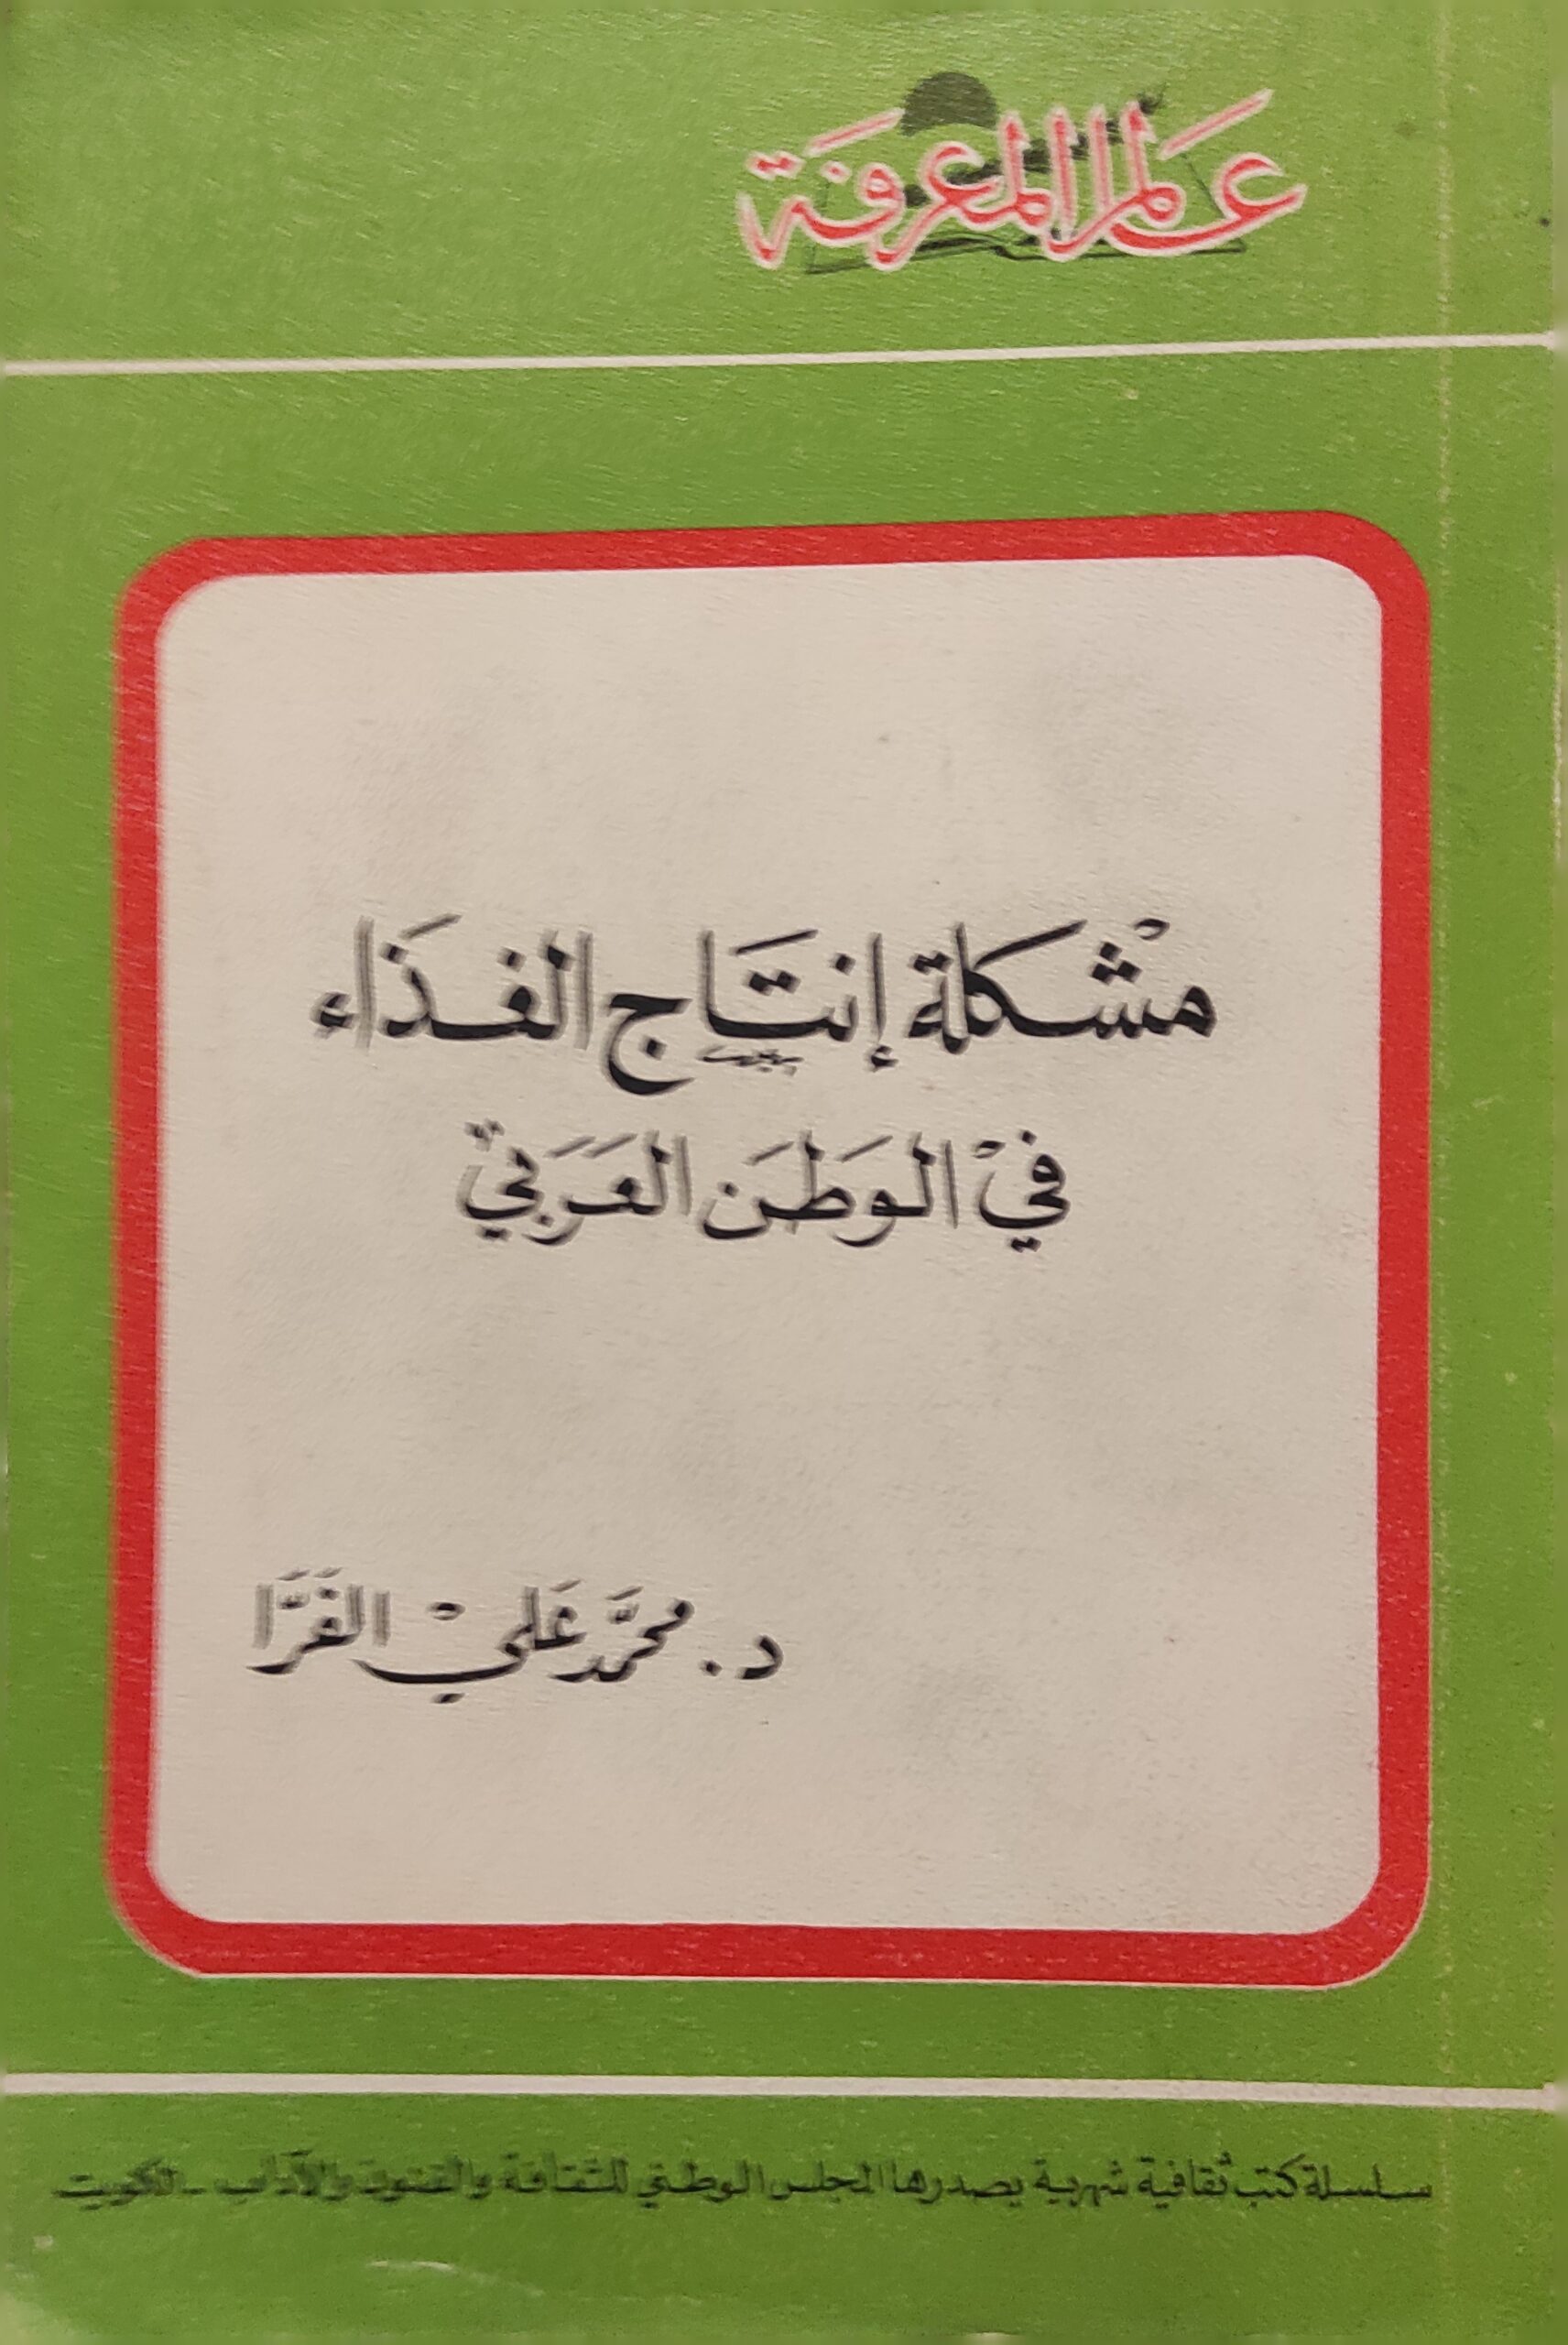 عالم المعرفة
مشكلة إنتاج الغذاء
في الوطن العربي
د. محمد علي الفرا
سلسلة كتب ثقافية شهرية يصدرها المجلس الوطني للثقافة والفنون والآداب - الكويت